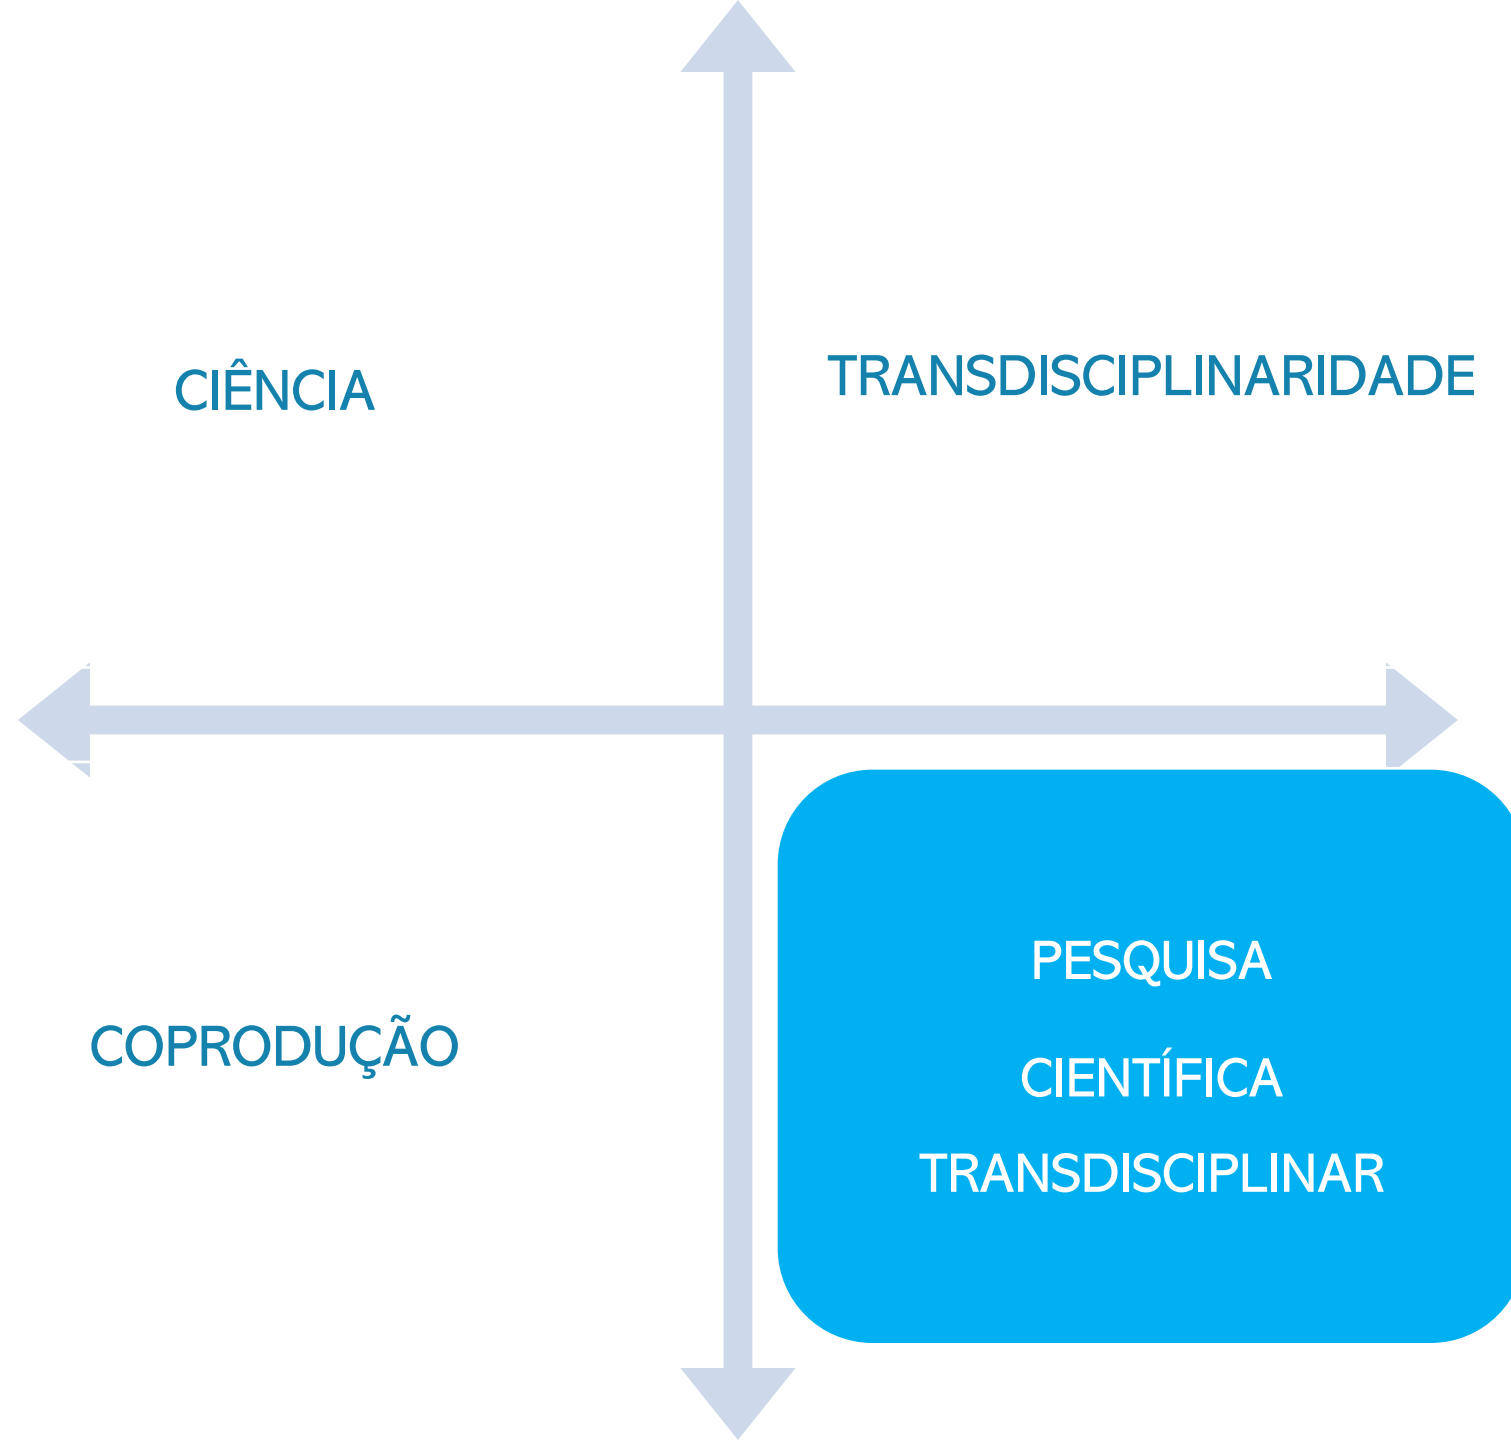 CIÊNCIA
TRANSDISCIPLINARIDADE
COPRODUÇÃO
PESQUISA
CIENTÍFICA
TRANSDISCIPLINAR